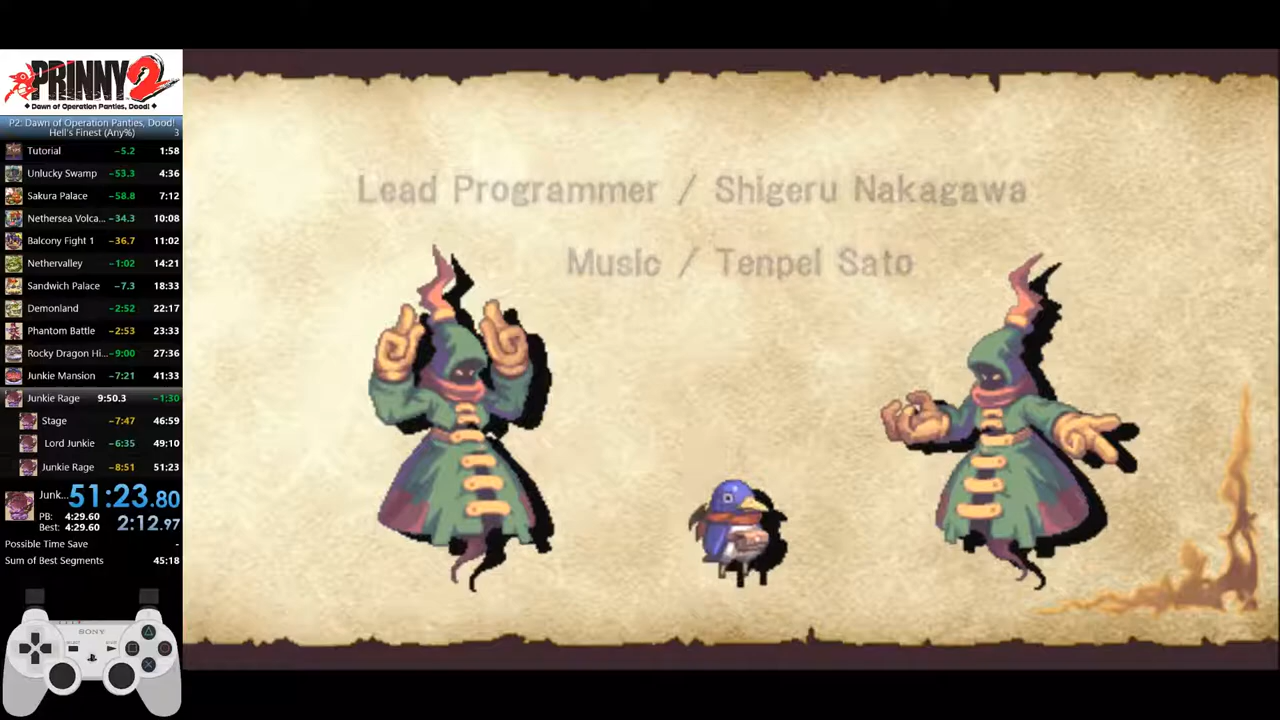 PRINNY2
Dawn of Operation Panties, Dood!
P2: Dawn of Operation Panties, Dood!
Hell's Finest (Any%) 3
Tutorial -5.2 1:58
Unlucky Swamp -53.3 4:36
Sakura Palace -58.8 7:12
Nethersea Volca... -34.3 10:08
Balcony Fight 1 -36.7 11:02
Nethervalley -1:02 14:21
Sandwich Palace -7.3 18:33
Demonland -2:52 22:17
Phantom Battle -2:53 23:33
Rocky Dragon Hi... -9:00 27:36
Junkie Mansion -7:21 41:33
Junkie Rage 9:50.3 -1:30
Stage -7:47 46:59
Lord Junkie -6:35 49:10
Junkie Rage -8:51 51:23
Junk... 51:23.80
PB: 4:29.60
Best: 4:29.60 2:12.97
Possible Time Save -
Sum of Best Segments 45:18
SONY
Lead Programmer / Shigeru Nakagawa
Music / Tenpei Sato